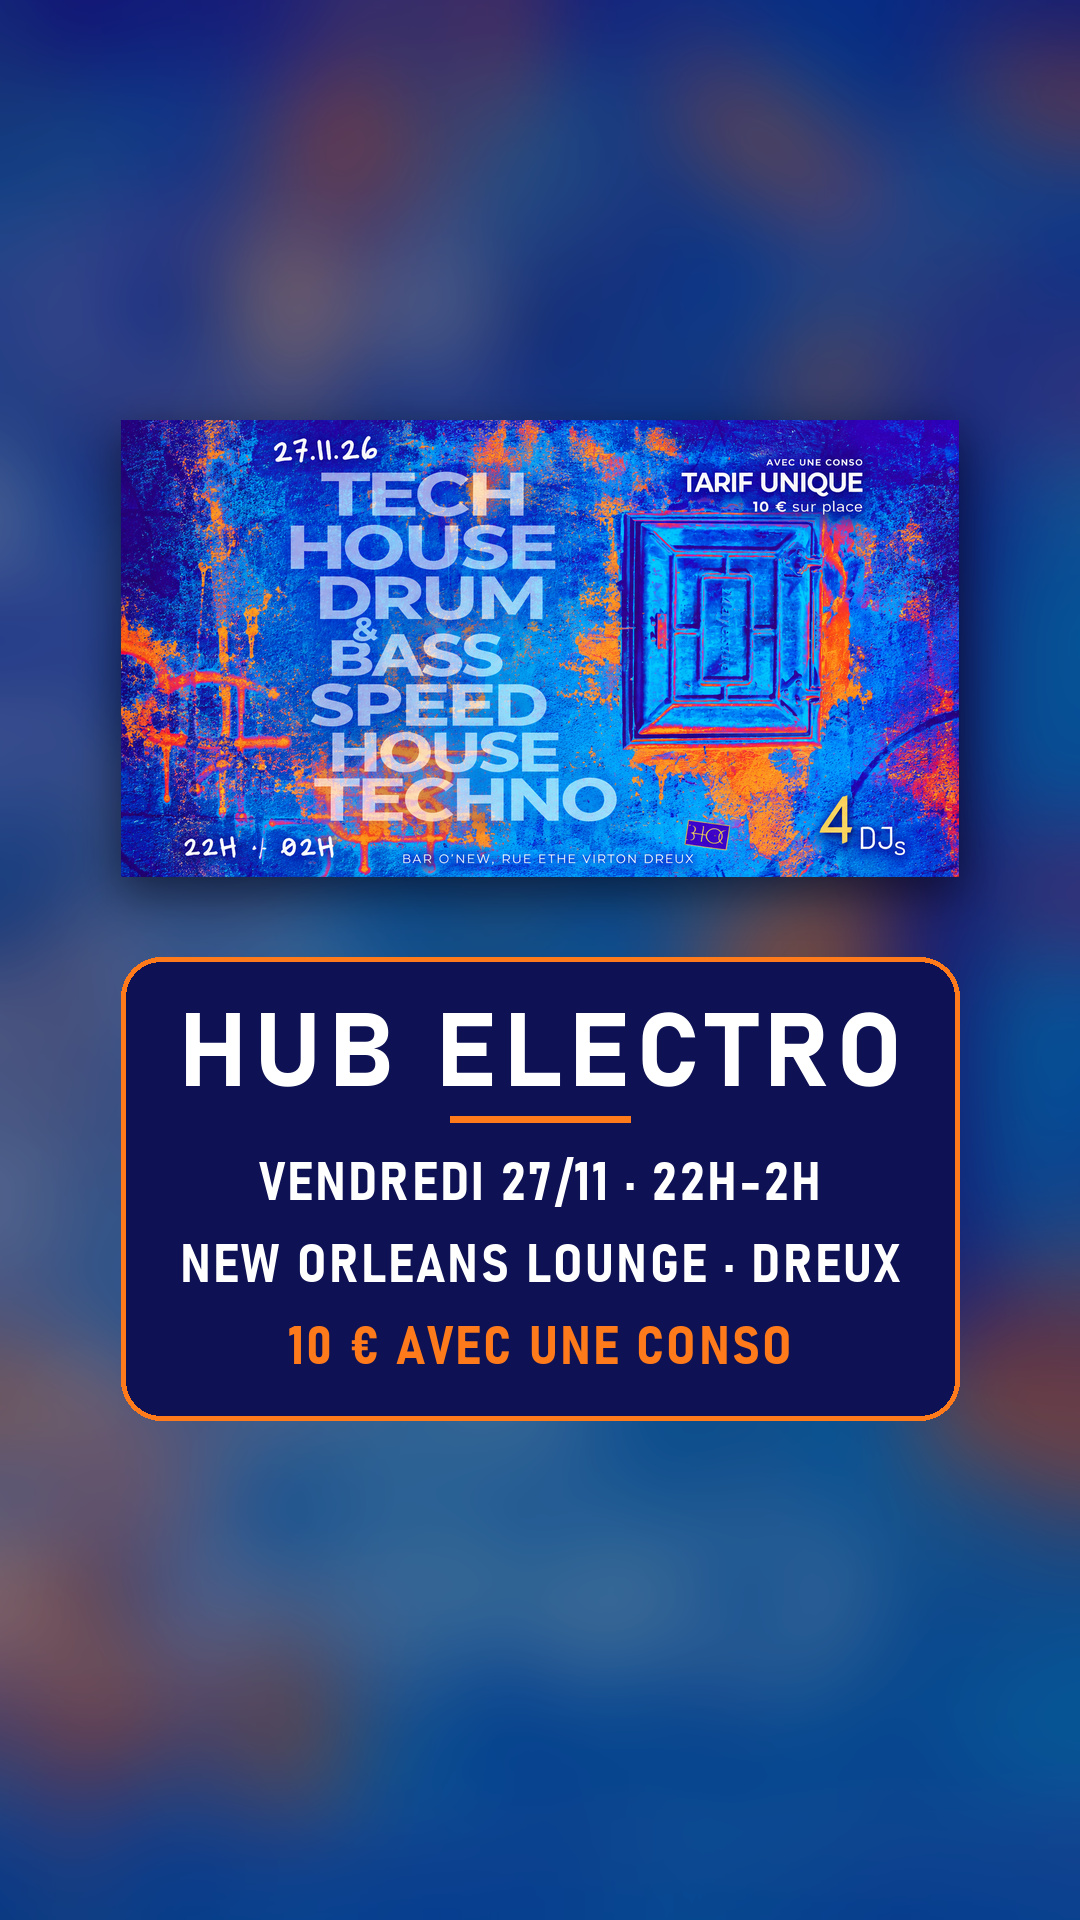 27.11.26
TECH
HOUSE
DRUM
&
BASS
SPEED
HOUSE
TECHNO
AVEC UNE CONSO
TARIF UNIQUE
10 € sur place
22H · 02H
BAR O'NEW, RUE ETHE VIRTON DREUX
4 DJs
HUB ELECTRO
VENDREDI 27/11 · 22H-2H
NEW ORLEANS LOUNGE · DREUX
10 € AVEC UNE CONSO